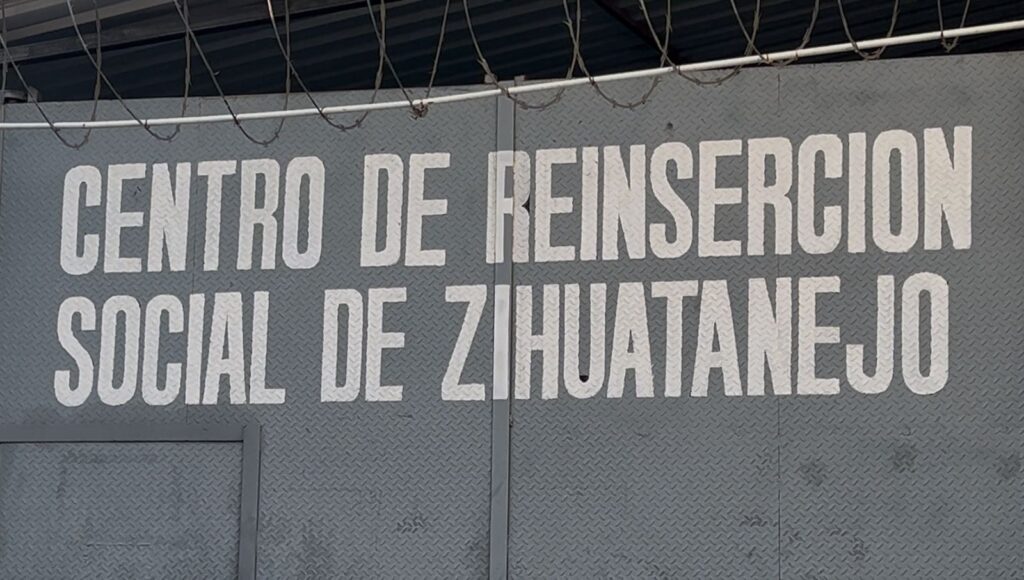 CENTRO DE REINSERCION
SOCIAL DE ZIHUATANEJO